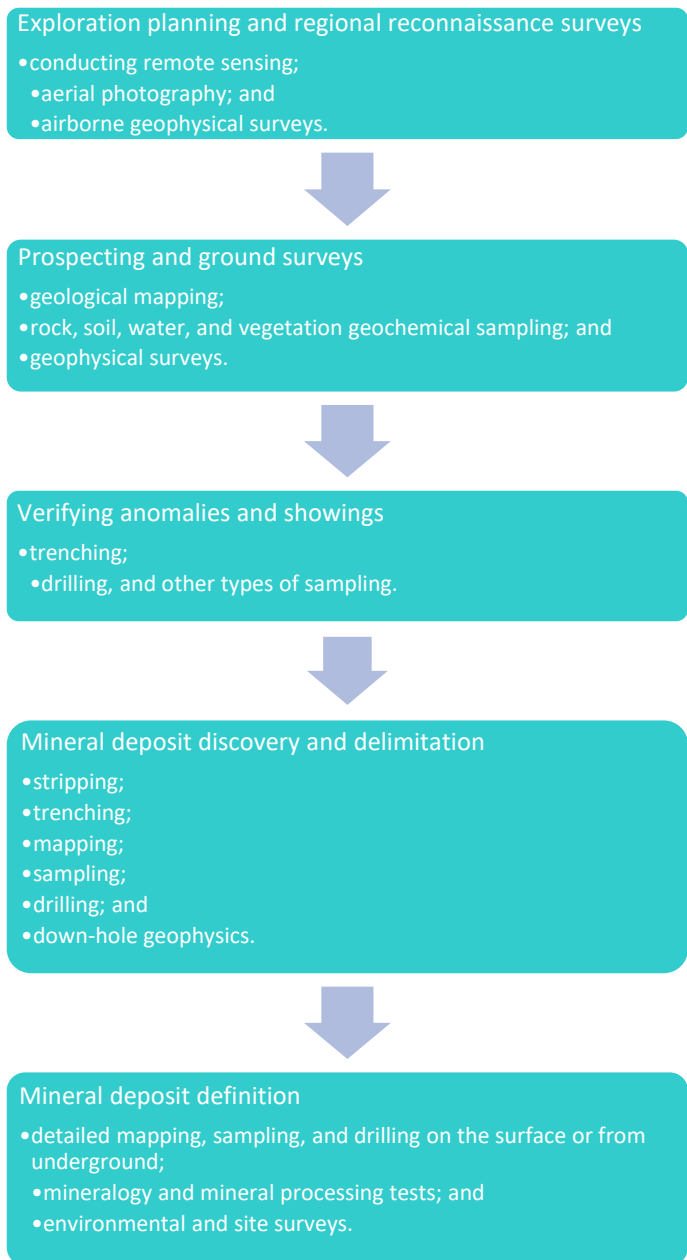 Exploration planning and regional reconnaissance surveys
•conducting remote sensing;
•aerial photography; and
•airborne geophysical surveys.
Prospecting and ground surveys
•geological mapping;
•rock, soil, water, and vegetation geochemical sampling; and
•geophysical surveys.
Verifying anomalies and showings
•trenching;
•drilling, and other types of sampling.
Mineral deposit discovery and delimitation
•stripping;
•trenching;
•mapping;
•sampling;
•drilling; and
•down-hole geophysics.
Mineral deposit definition
•detailed mapping, sampling, and drilling on the surface or from
underground;
•mineralogy and mineral processing tests; and
•environmental and site surveys.